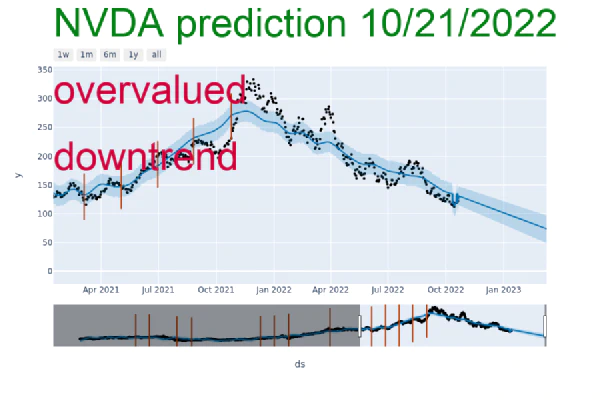 NVDA prediction 10/21/2022
1w 1m 6m 1y all
350
overvalued
300
250
200
downtrend
150
100
50
0
y
Apr 2021 Jul 2021 Oct 2021 Jan 2022 Apr 2022 Jul 2022 Oct 2022 Jan 2023
ds